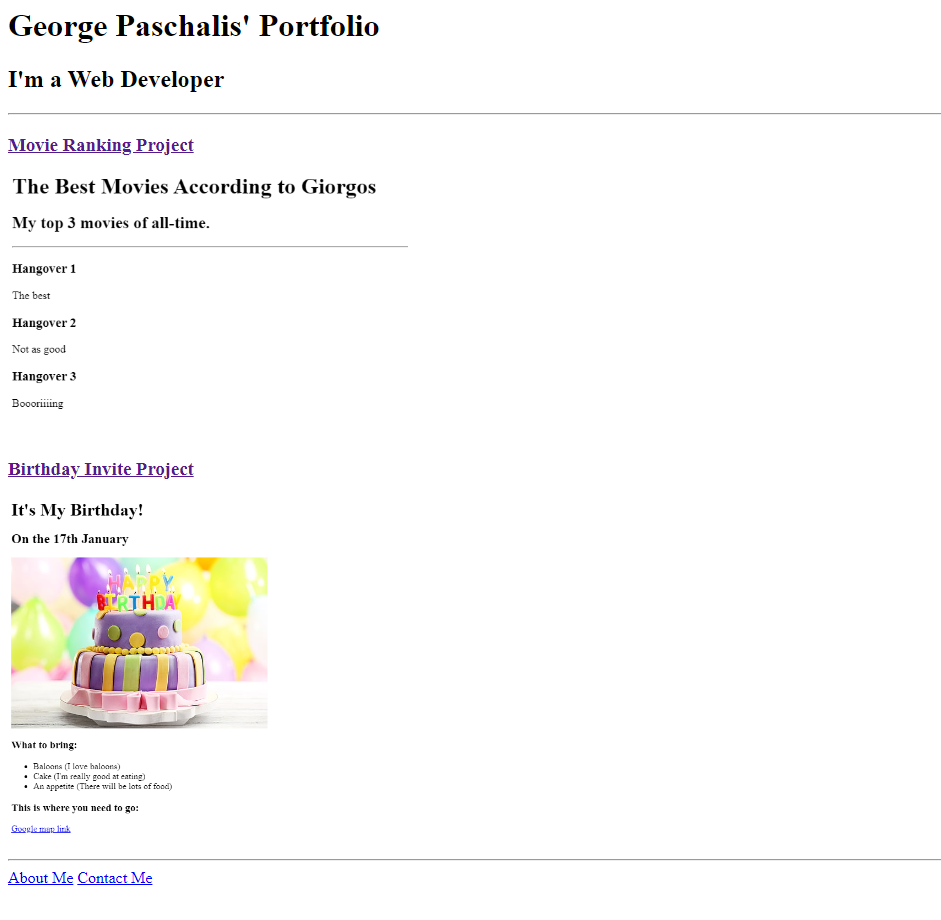 George Paschalis' Portfolio
I'm a Web Developer
Movie Ranking Project
The Best Movies According to Giorgos
My top 3 movies of all-time.
Hangover 1
The best
Hangover 2
Not as good
Hangover 3
Boooriiiing
Birthday Invite Project
It's My Birthday!
On the 17th January
HAPPY
BIRTHDAY
What to bring:
Baloons (I love baloons)
Cake (I'm really good at eating)
An appetite (There will be lots of food)
This is where you need to go:
Google map link
About Me Contact Me